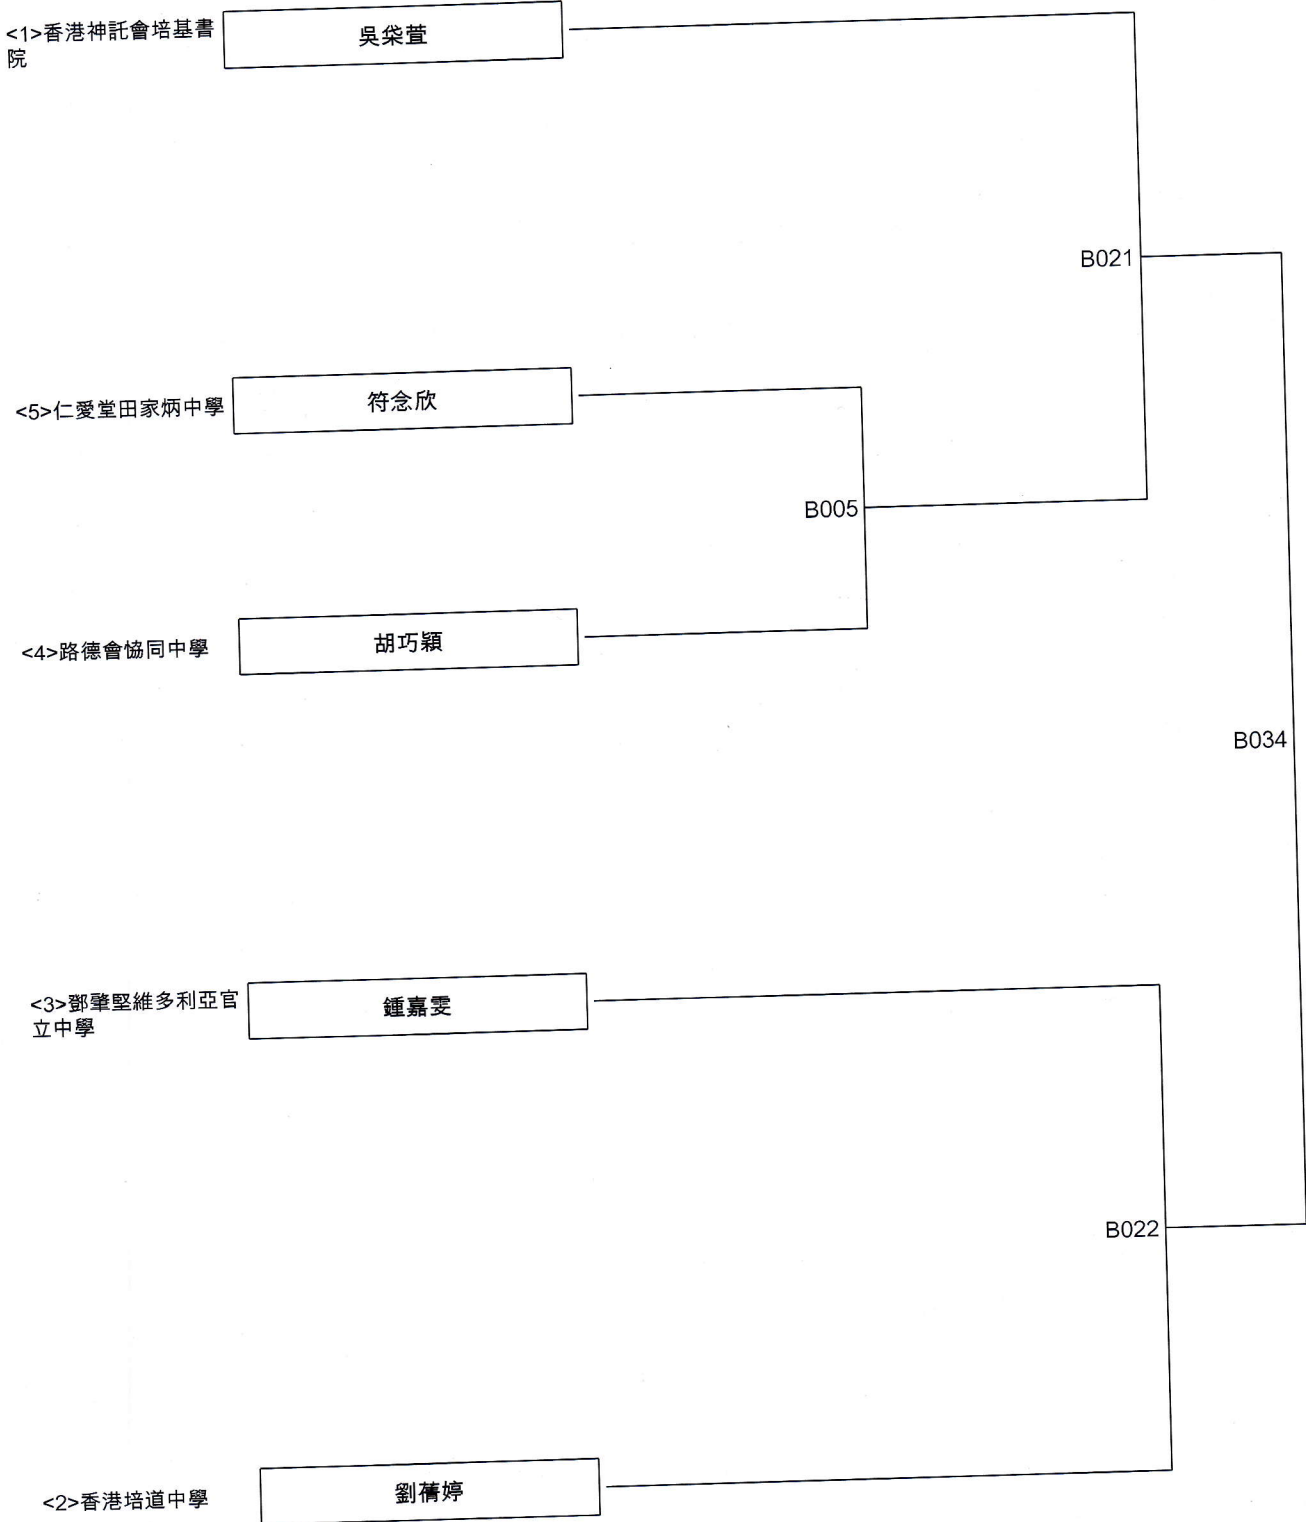 <1>香港神託會培基書
院
吳泶萱
B021
<5>仁愛堂田家炳中學
符念欣
B005
<4>路德會恊同中學
胡巧穎
B034
<3>鄧肇堅維多利亞官
立中學
鍾嘉雯
B022
<2>香港培道中學
劉蒨婷